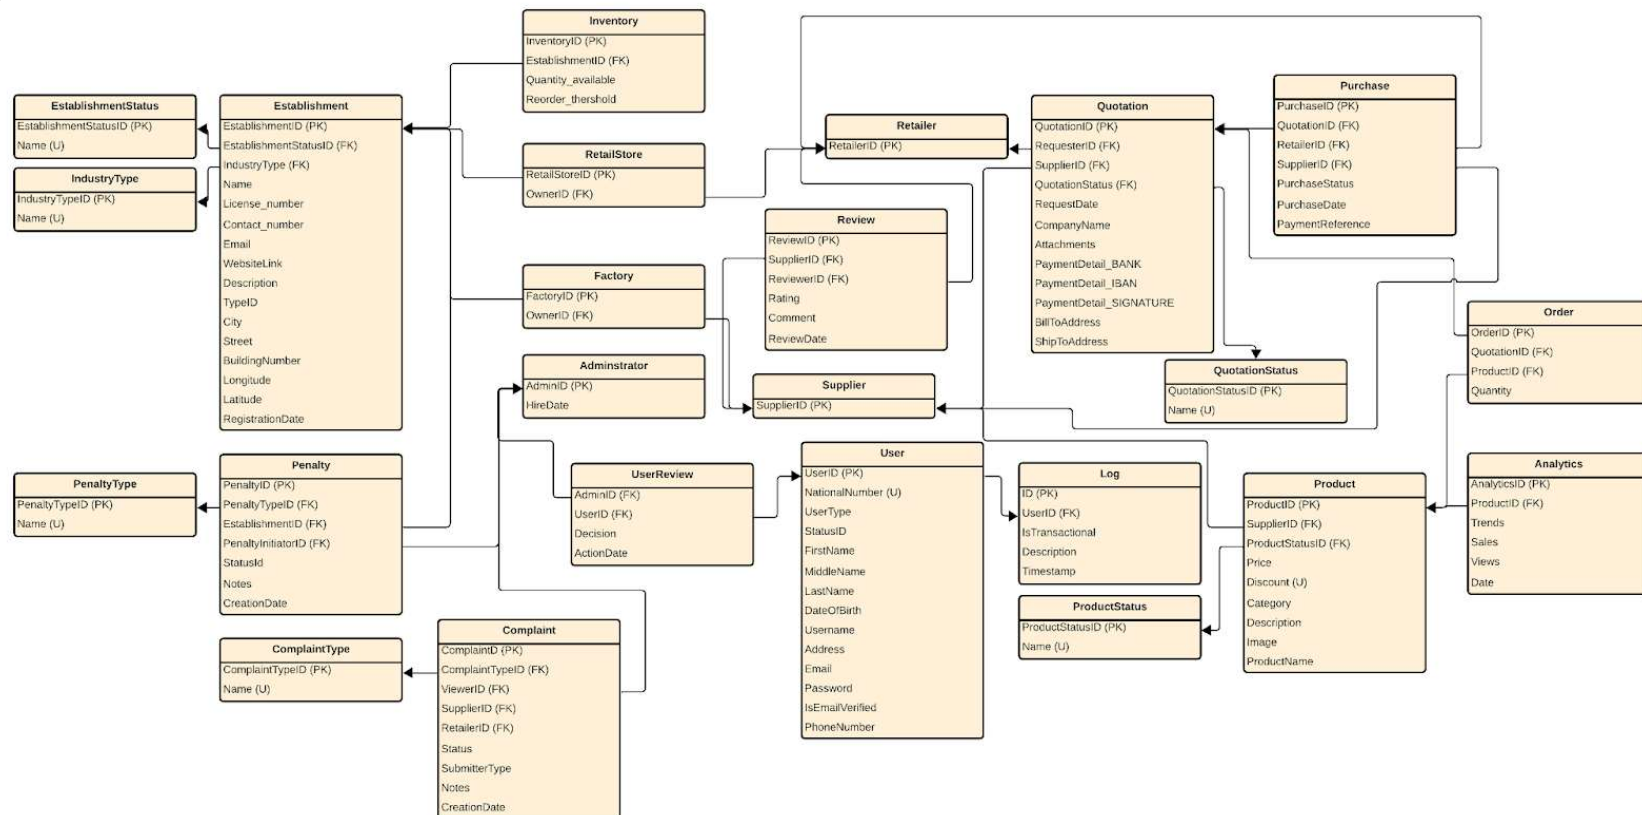 Inventory
InventoryID (PK)
EstablishmentID (FK)
Quantity_available
Reorder_thershold
EstablishmentStatus
EstablishmentStatusID (PK)
Name (U)
IndustryType
IndustryTypeID (PK)
Name (U)
Establishment
EstablishmentID (PK)
EstablishmentStatusID (FK)
IndustryType (FK)
Name
License_number
Contact_number
Email
WebsiteLink
Description
TypeID
City
Street
BuildingNumber
Longitude
Latitude
RegistrationDate
RetailStore
RetailStoreID (PK)
OwnerID (FK)
Factory
FactoryID (PK)
OwnerID (FK)
Adminstrator
AdminID (PK)
HireDate
Retailer
RetailerID (PK)
Review
ReviewID (PK)
SupplierID (FK)
ReviewerID (FK)
Rating
Comment
ReviewDate
Supplier
SupplierID (PK)
Quotation
QuotationID (PK)
RequesterID (FK)
SupplierID (FK)
QuotationStatus (FK)
RequestDate
CompanyName
Attachments
PaymentDetail_BANK
PaymentDetail_IBAN
PaymentDetail_SIGNATURE
BillToAddress
ShipToAddress
Purchase
PurchaseID (PK)
QuotationID (FK)
RetailerID (FK)
SupplierID (FK)
PurchaseStatus
PurchaseDate
PaymentReference
QuotationStatus
QuotationStatusID (PK)
Name (U)
Order
OrderID (PK)
QuotationID (FK)
ProductID (FK)
Quantity
PenaltyType
PenaltyTypeID (PK)
Name (U)
Penalty
PenaltyID (PK)
PenaltyTypeID (FK)
EstablishmentID (FK)
PenaltyInitiatorID (FK)
StatusId
Notes
CreationDate
UserReview
AdminID (FK)
UserID (FK)
Decision
ActionDate
User
UserID (PK)
NationalNumber (U)
UserType
StatusID
FirstName
MiddleName
LastName
DateOfBirth
Username
Address
Email
Password
IsEmailVerified
PhoneNumber
Log
ID (PK)
UserID (FK)
IsTransactional
Description
Timestamp
ProductStatus
ProductStatusID (PK)
Name (U)
Product
ProductID (PK)
SupplierID (FK)
ProductStatusID (FK)
Price
Discount (U)
Category
Description
Image
ProductName
Analytics
AnalyticsID (PK)
ProductID (FK)
Trends
Sales
Views
Date
ComplaintType
ComplaintTypeID (PK)
Name (U)
Complaint
ComplaintD (PK)
ComplaintTypeID (FK)
ViewerID (FK)
SupplierID (FK)
RetailerID (FK)
Status
SubmitterType
Notes
CreationDate